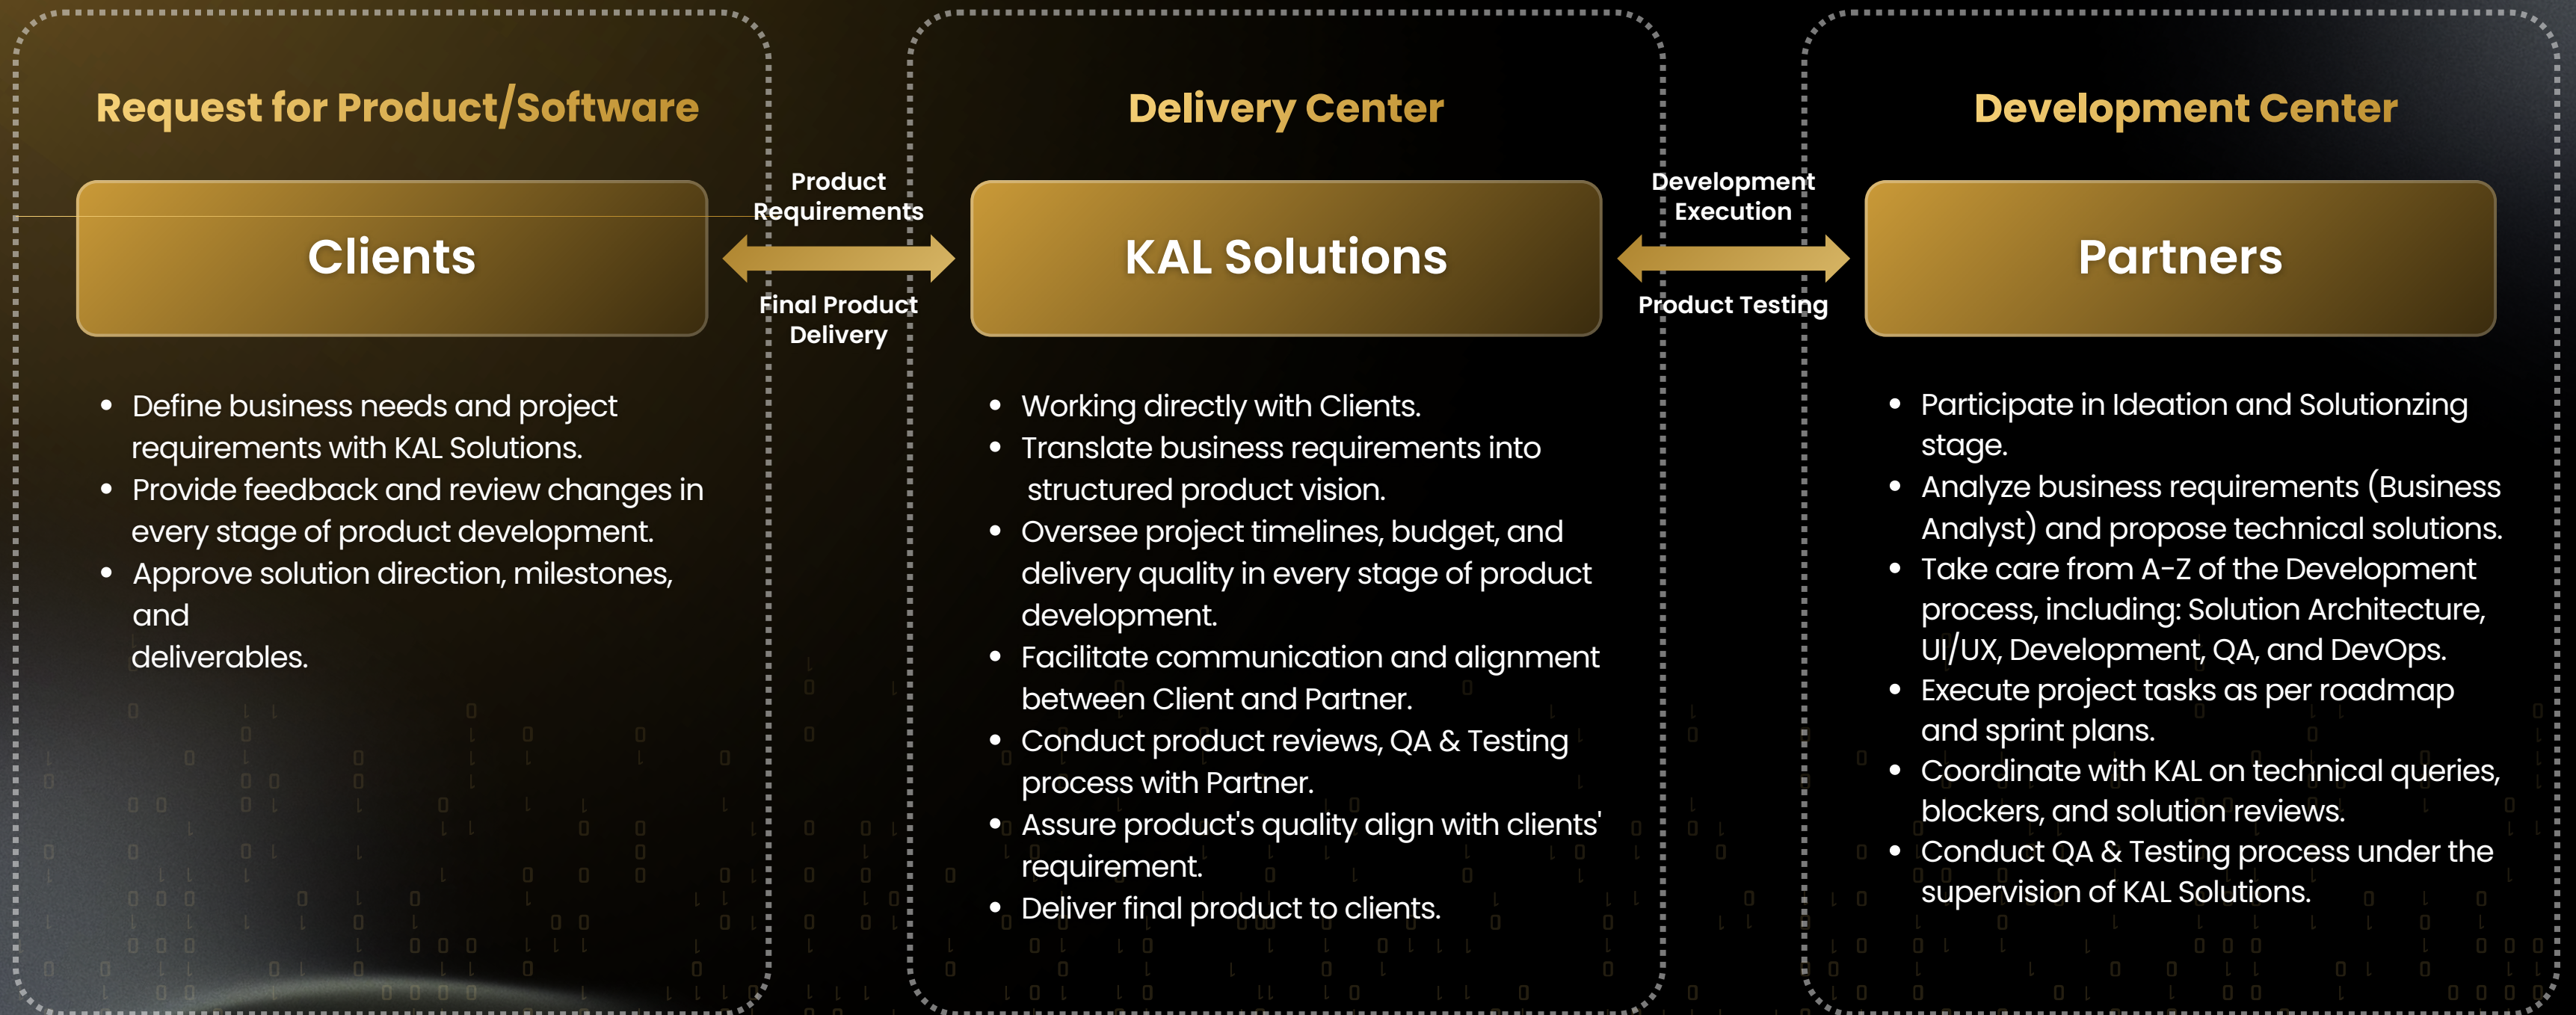 Request for Product/Software
Clients
• Define business needs and project
requirements with KAL Solutions.
• Provide feedback and review changes in
every stage of product development.
• Approve solution direction, milestones,
and
deliverables.
Product
Requirements
Final Product
Delivery
Delivery Center
KAL Solutions
• Working directly with Clients.
• Translate business requirements into
structured product vision.
• Oversee project timelines, budget, and
delivery quality in every stage of product
development.
• Facilitate communication and alignment
between Client and Partner.
• Conduct product reviews, QA & Testing
process with Partner.
• Assure product's quality align with clients'
requirement.
• Deliver final product to clients.
Development
Execution
Product Testing
Development Center
Partners
• Participate in Ideation and Solutionzing
stage.
• Analyze business requirements (Business
Analyst) and propose technical solutions.
• Take care from A-Z of the Development
process, including: Solution Architecture,
UI/UX, Development, QA, and DevOps.
• Execute project tasks as per roadmap
and sprint plans.
• Coordinate with KAL on technical queries,
blockers, and solution reviews.
• Conduct QA & Testing process under the
supervision of KAL Solutions.